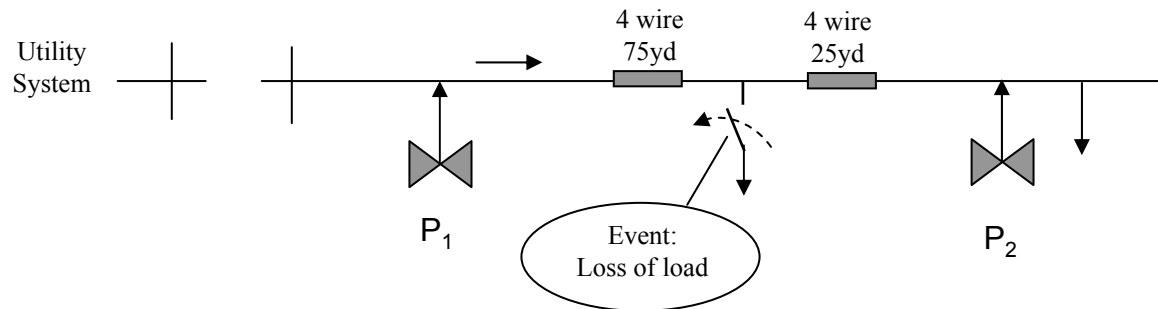 Utility
System
4 wire
75yd
4 wire
25yd
P₁
P₂
Event:
Loss of load